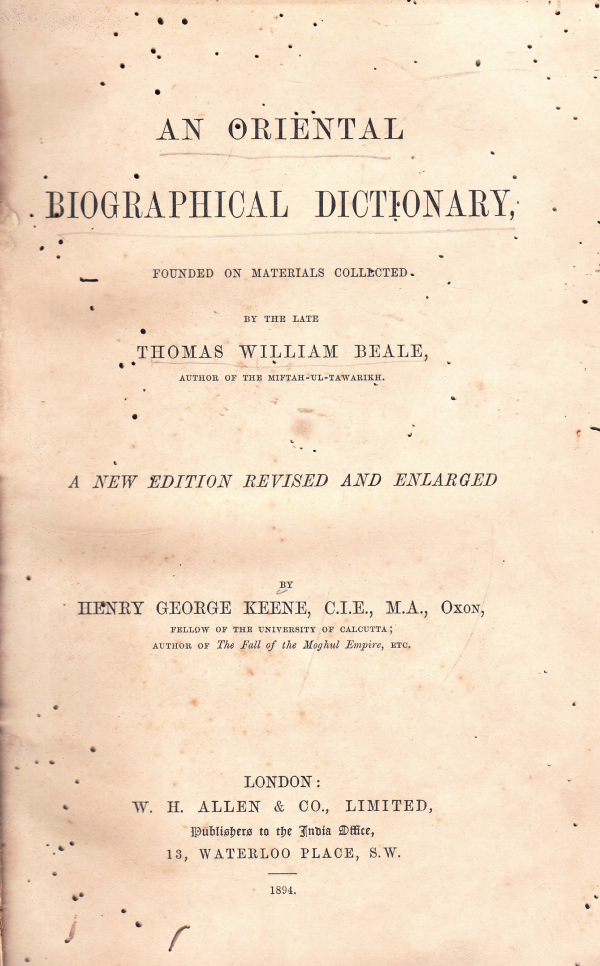 AN ORIENTAL
BIOGRAPHICAL DICTIONARY,
FOUNDED ON MATERIALS COLLECTED
BY THE LATE
THOMAS WILLIAM BEALE,
AUTHOR OF THE MIFTAH-UL-TAWARIKH.
A NEW EDITION REVISED AND ENLARGED
BY
HENRY GEORGE KEENE, C.I.E., M.A., OXON,
FELLOW OF THE UNIVERSITY OF CALCUTTA;
AUTHOR OF The Fall of the Moghul Empire, ETC.
LONDON:
W. H. ALLEN & CO., LIMITED,
Publishers to the India Office,
13, WATERLOO PLACE, S.W.
1894.